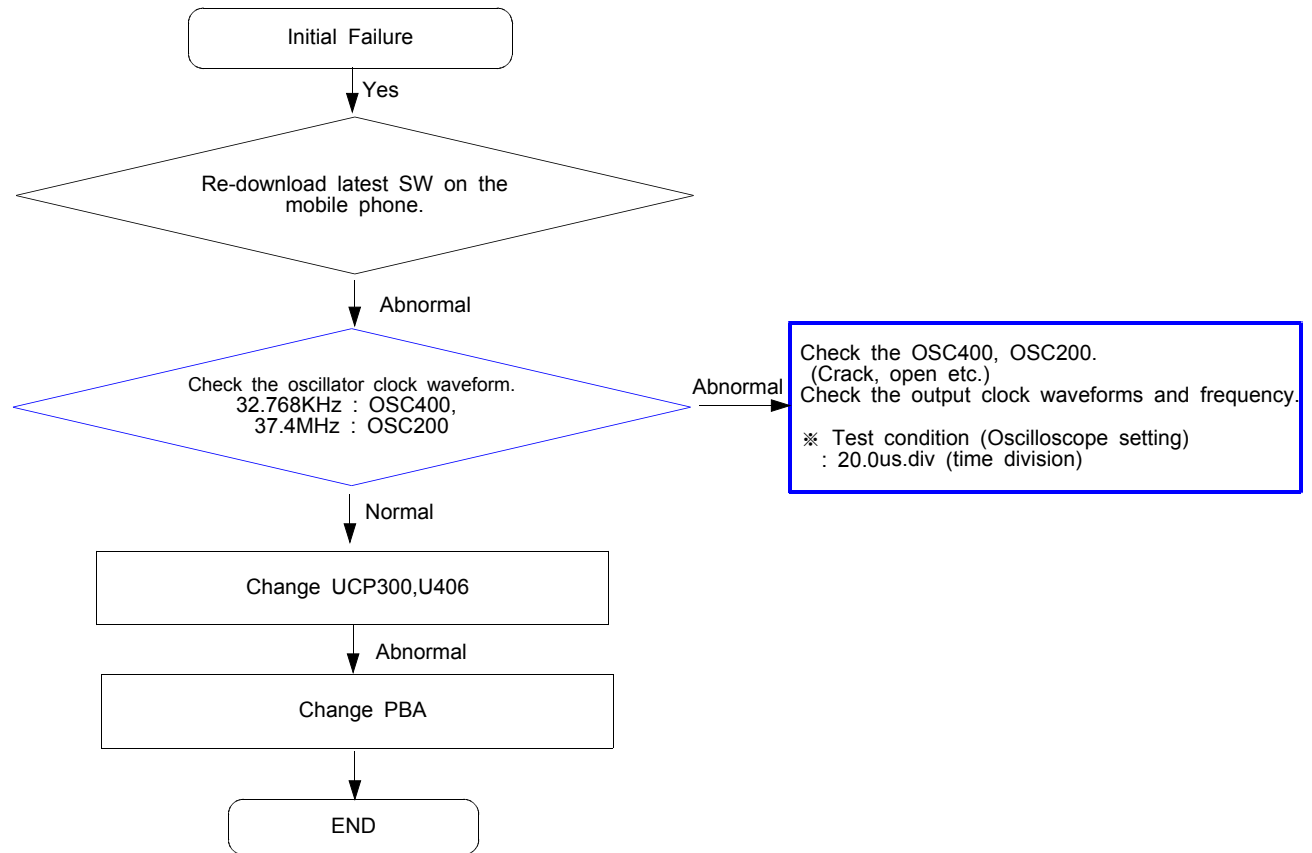 Initial Failure
Yes
Re-download latest SW on the
mobile phone.
Abnormal
Check the oscillator clock waveform.
32.768KHz : OSC400,
37.4MHz : OSC200
Abnormal
Check the OSC400, OSC200.
(Crack, open etc.)
Check the output clock waveforms and frequency.
※ Test condition (Oscilloscope setting)
: 20.0us.div (time division)
Normal
Change UCP300,U406
Abnormal
Change PBA
END